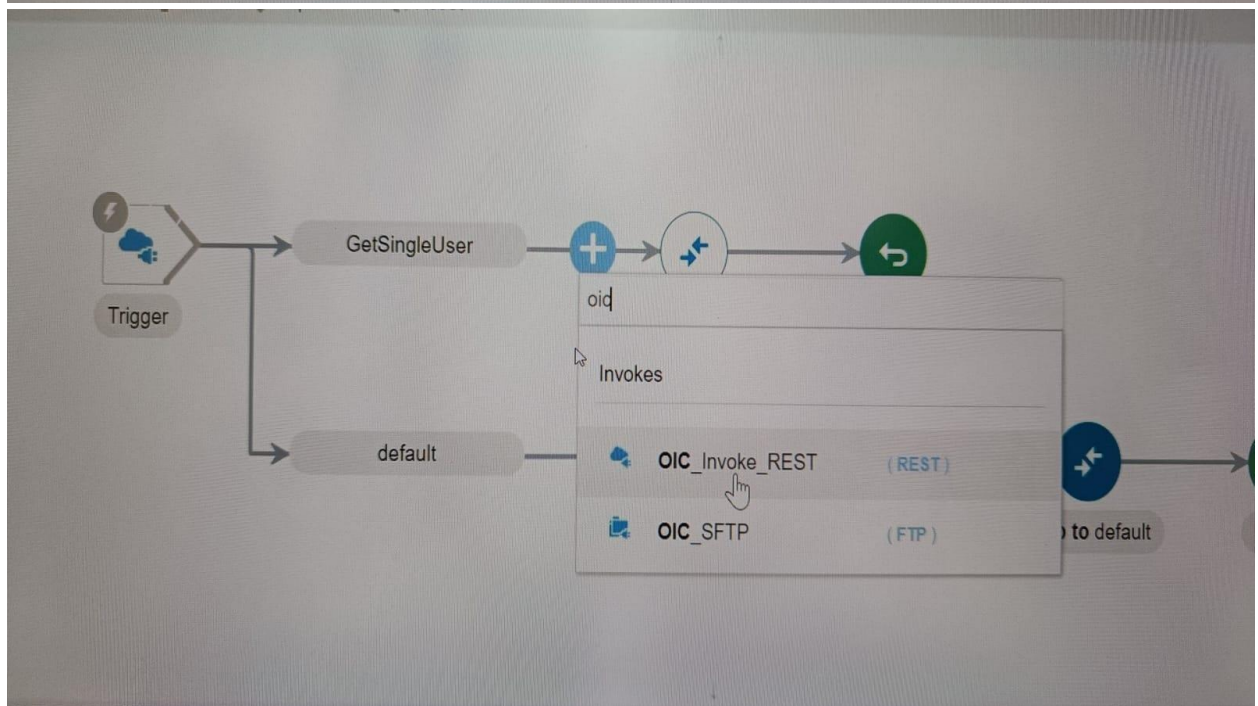 GetSingleUser
Trigger
oic
Invokes
OIC_Invoke_REST (REST)
default
OIC_SFTP (FTP)
to default